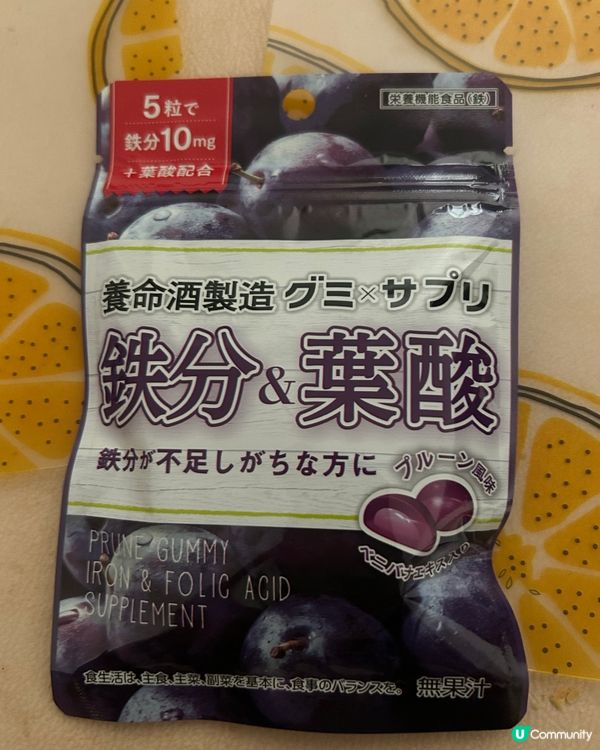 5粒で
鉄分10mg
+葉酸配合
栄養機能食品(鉄)
養命酒製造 グミ×サプリ
鉄分&葉酸
鉄分が不足しがちな方に
プルーン風味
ベニバナエキス入り
PRUNE GUMMY
IRON & FOLIC ACID
SUPPLEMENT
食生活は、主食、主菜、副菜を基本に、食事のバランスを。
無果汁
U Community